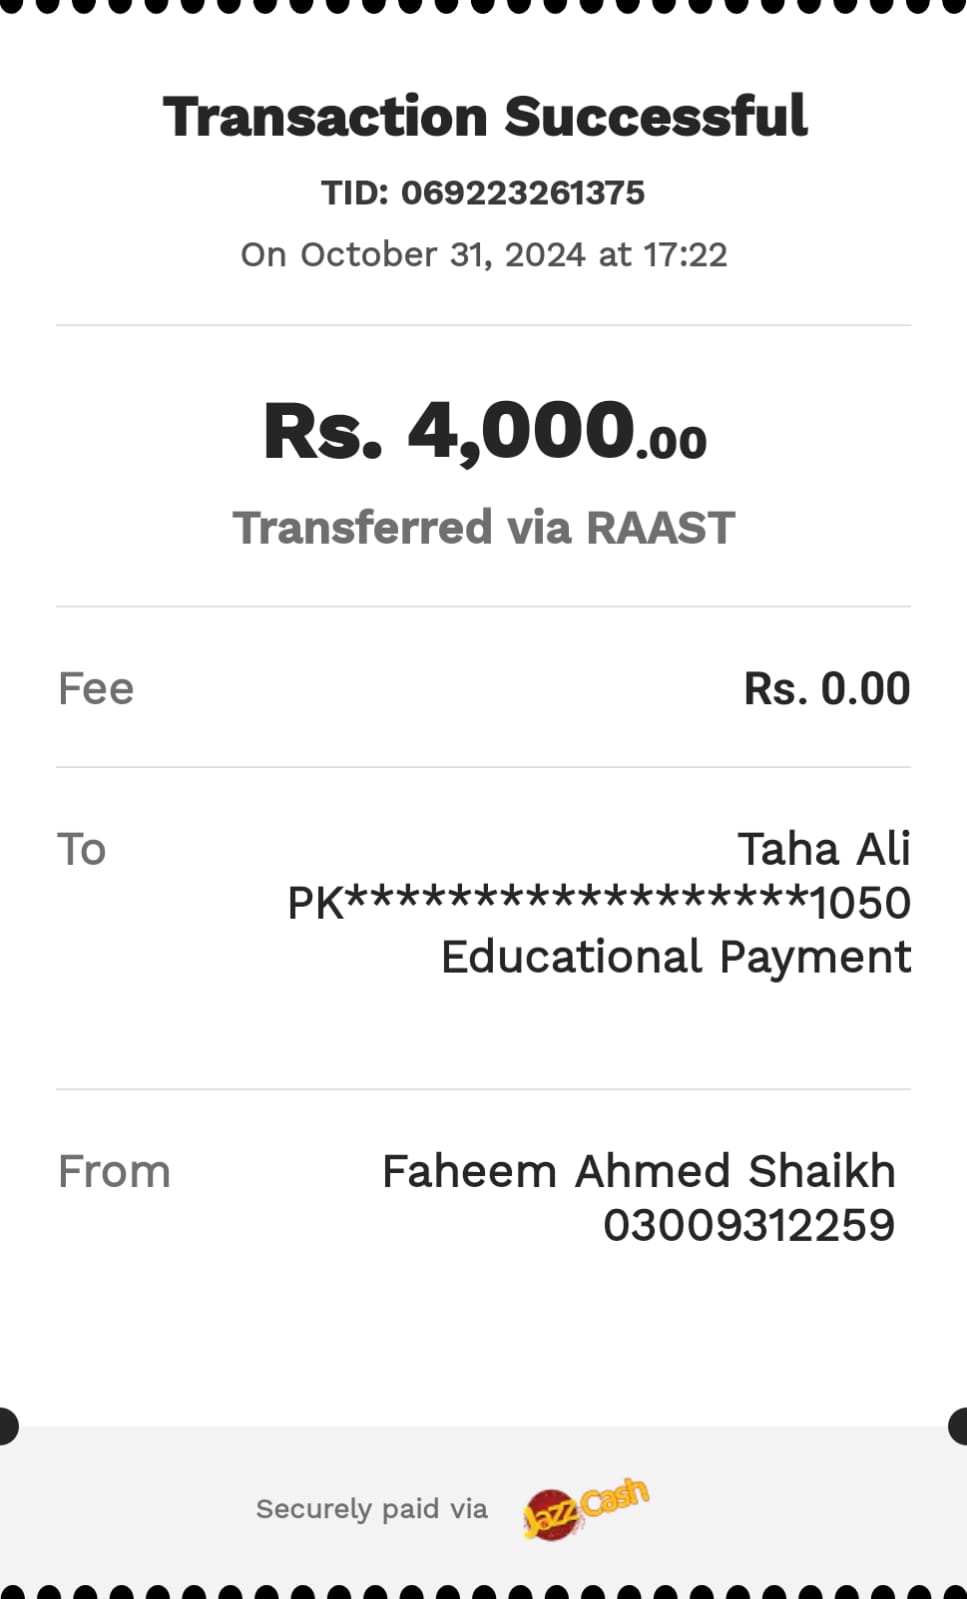 Transaction Successful
TID: 069223261375
On October 31, 2024 at 17:22
Rs. 4,000.00
Transferred via RAAST
Fee Rs. 0.00
To Taha Ali
PK******************1050
Educational Payment
From Faheem Ahmed Shaikh
03009312259
Securely paid via JazzCash